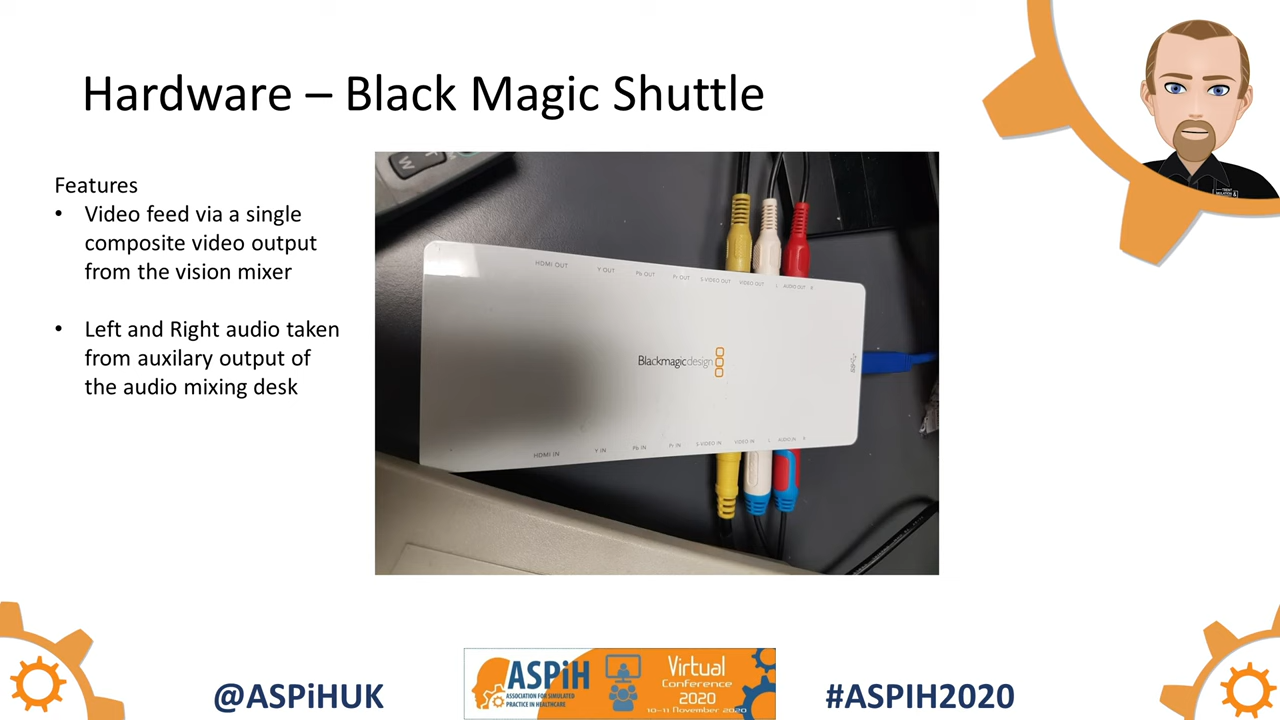 Hardware – Black Magic Shuttle
Features
• Video feed via a single
composite video output
from the vision mixer
• Left and Right audio taken
from auxilary output of
the audio mixing desk
W
HDMI OUT
Y OUT
Pb OUT
Pr OUT
S-VIDEO OUT
VIDEO OUT
L AUDIO OUT R
Blackmagicdesign
HDMI IN
Y IN
Pb IN
Pr IN
S-VIDEO IN
VIDEO IN
L AUDIO IN R
@ASPiHUK
ASPiH
ASSOCIATION FOR SIMULATED
PRACTICE IN HEALTHCARE
Virtual
Conference
2020
10-11 November 2020
#ASPIH2020